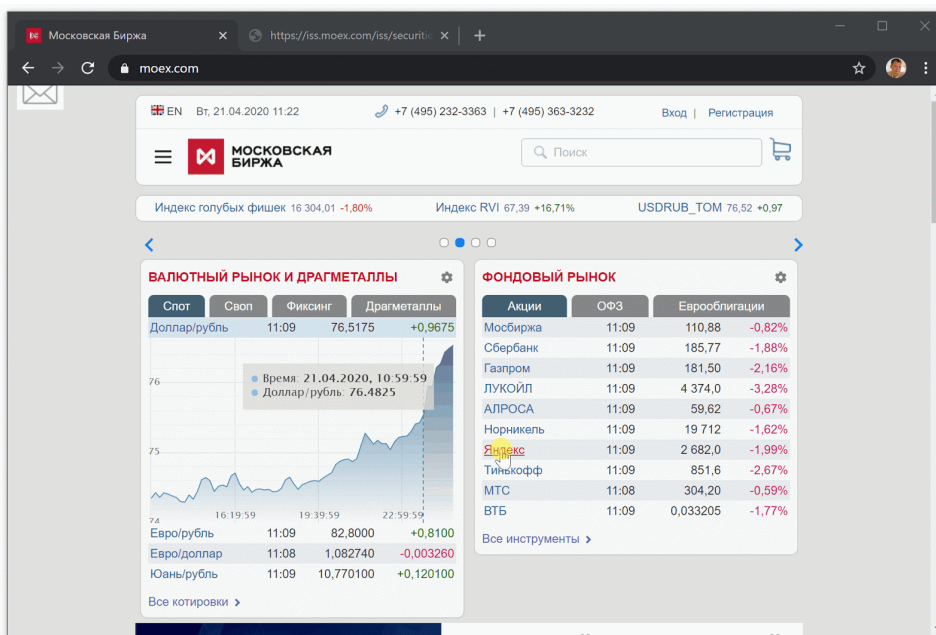 Московская Биржа
https://iss.moex.com/iss/securitic
moex.com
EN Вт, 21.04.2020 11:22 +7 (495) 232-3363 | +7 (495) 363-3232 Вход | Регистрация
МОСКОВСКАЯ
БИРЖА
Поиск
Индекс голубых фишек 16 304,01 -1,80% Индекс RVI 67,39 +16,71% USDRUB_TOM 76,52 +0,97
ВАЛЮТНЫЙ РЫНОК И ДРАГМЕТАЛЛЫ
Спот Своп Фиксинг Драгметаллы
Доллар/рубль 11:09 76,5175 +0,9675
76
Время: 21.04.2020, 10:59:59
Доллар/рубль: 76.4825
75
74
16:19:59 19:39:59 22:59:59
Евро/рубль 11:09 82,8000 +0,8100
Евро/доллар 11:08 1,082740 -0,003260
Юань/рубль 11:09 10,770100 +0,120100
Все котировки
ФОНДОВЫЙ РЫНОК
Акции ОФЗ Еврооблигации
Мосбиржа 11:09 110,88 -0,82%
Сбербанк 11:09 185,77 -1,88%
Газпром 11:09 181,50 -2,16%
ЛУКОЙЛ 11:09 4 374,0 -3,28%
АЛРОСА 11:09 59,62 -0,67%
Норникель 11:09 19 712 -1,62%
Яндекс 11:09 2 682,0 -1,99%
Тинькофф 11:09 851,6 -2,67%
МТС 11:08 304,20 -0,59%
ВТБ 11:09 0,033205 -1,77%
Все инструменты